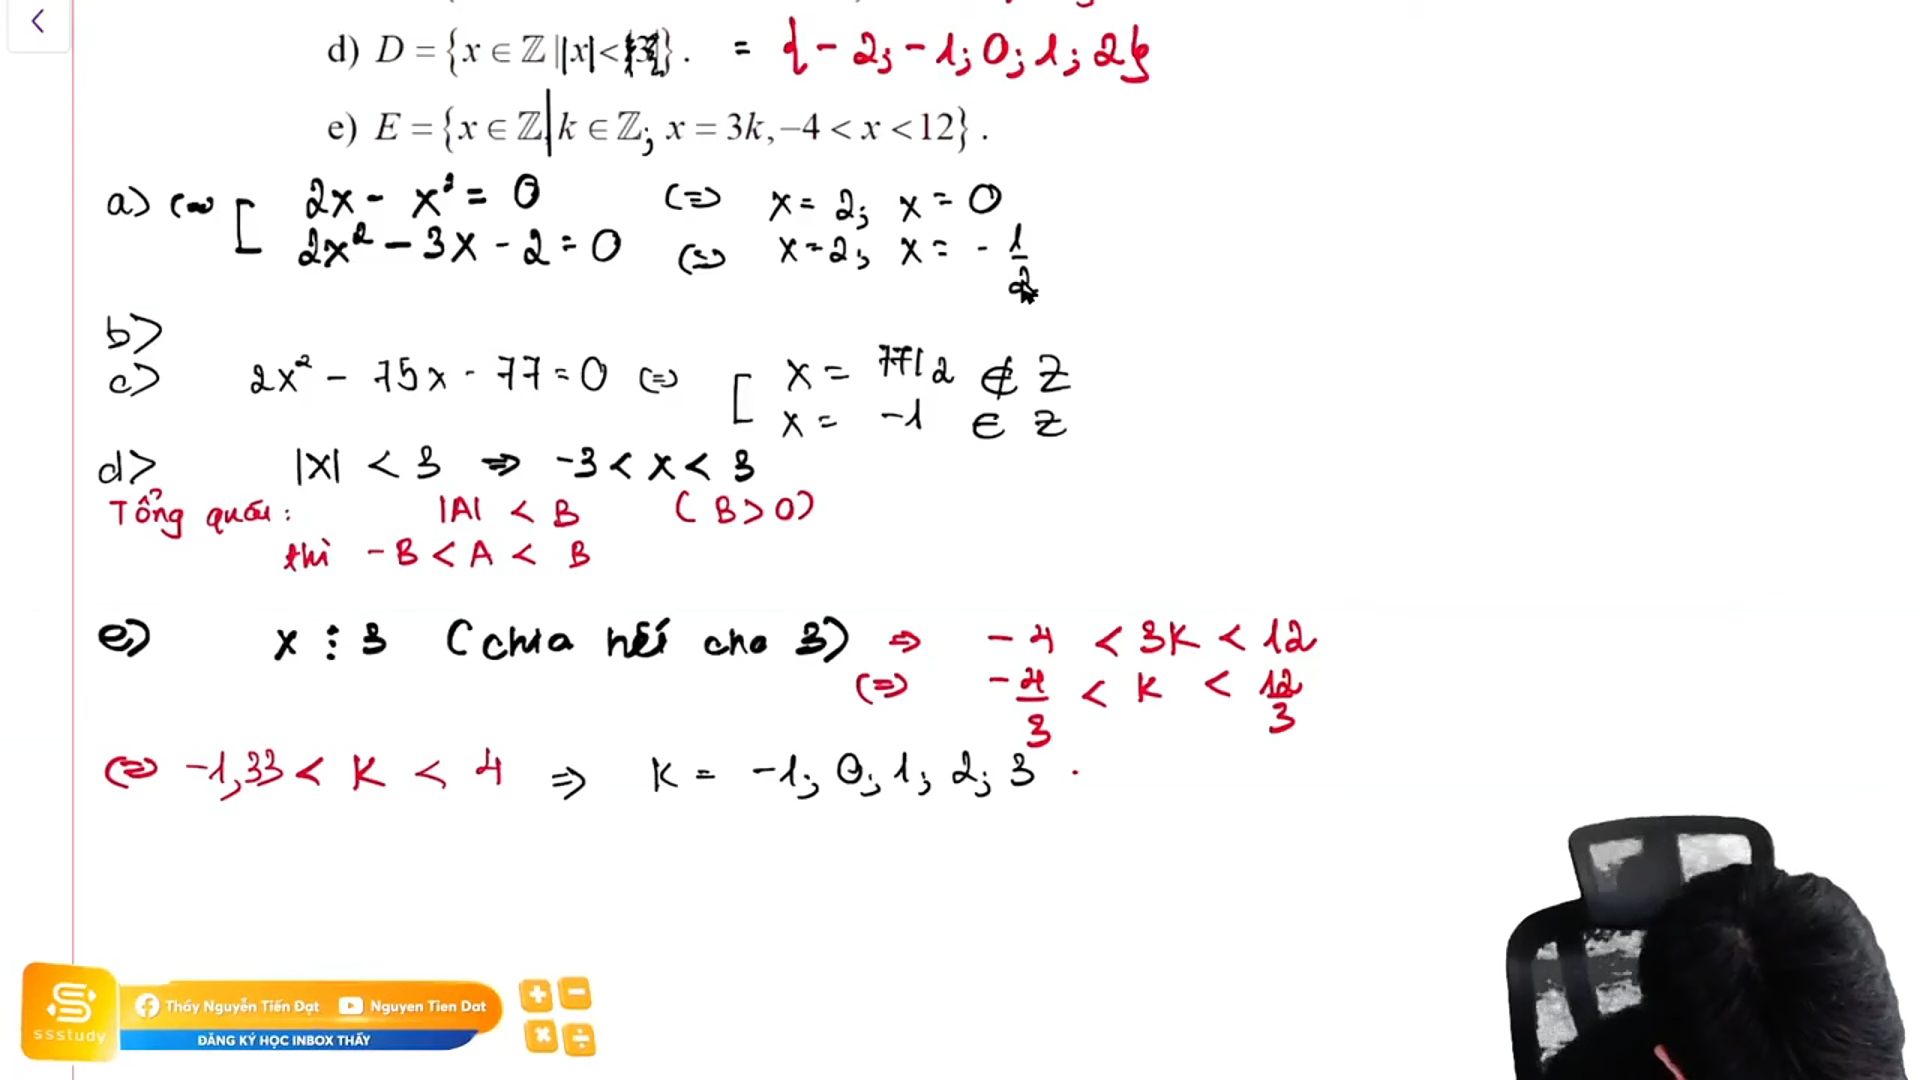 d) D = {x ∈ ℤ ||x| < 3}. = {-2; -1; 0; 1; 2}
e) E = {x ∈ ℤ | k ∈ ℤ; x = 3k, -4 < x < 12}.
a) ⇔ [ 2x - x² = 0 ⇔ x = 2; x = 0
2x² - 3x - 2 = 0 ⇔ x = 2; x = -1/2
b)
c) 2x² - 75x - 77 = 0 ⇔ [ x = 77/2 ∉ Z
x = -1 ∈ Z
d) |x| < 3 ⇒ -3 < x < 3
Tổng quát: |A| < B (B > 0)
thì -B < A < B
e) x ⋮ 3 (chia hết cho 3) ⇒ -4 < 3K < 12
⇔ -4/3 < K < 12/3
⇔ -1,33 < K < 4 ⇒ K = -1; 0; 1; 2; 3
ssstudy
Thầy Nguyễn Tiến Đạt Nguyen Tien Dat
ĐĂNG KÝ HỌC INBOX THẦY